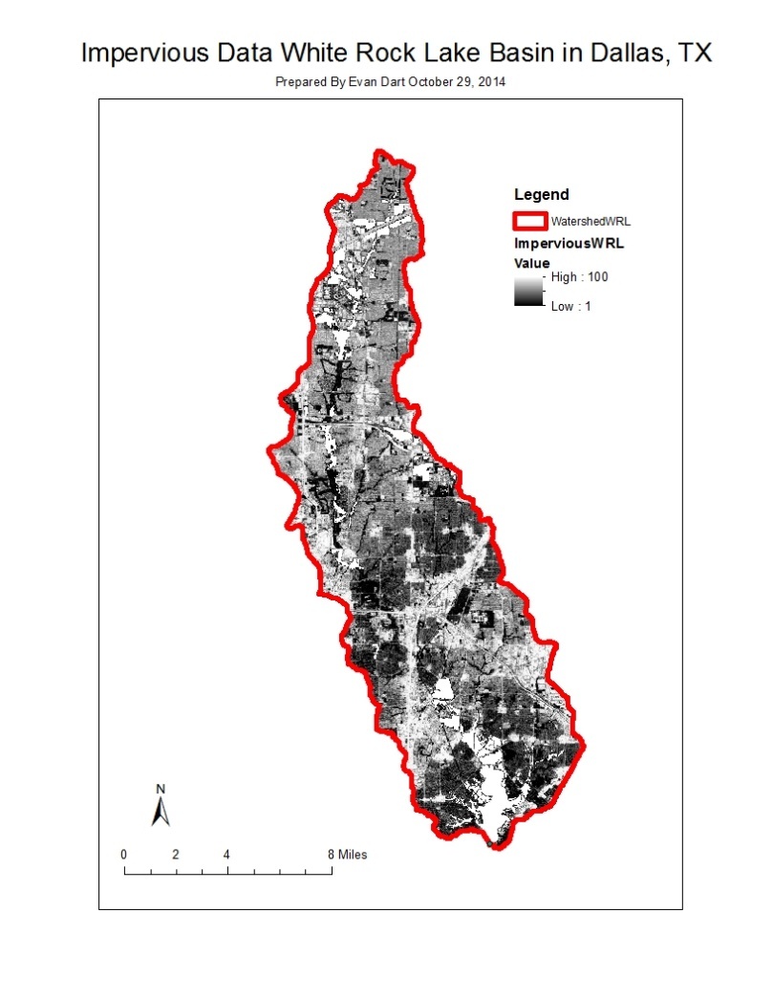 Impervious Data White Rock Lake Basin in Dallas, TX
Prepared By Evan Dart October 29, 2014
Legend
WatershedWRL
ImperviousWRL
Value
High : 100
Low : 1
N
0 2 4 8 Miles